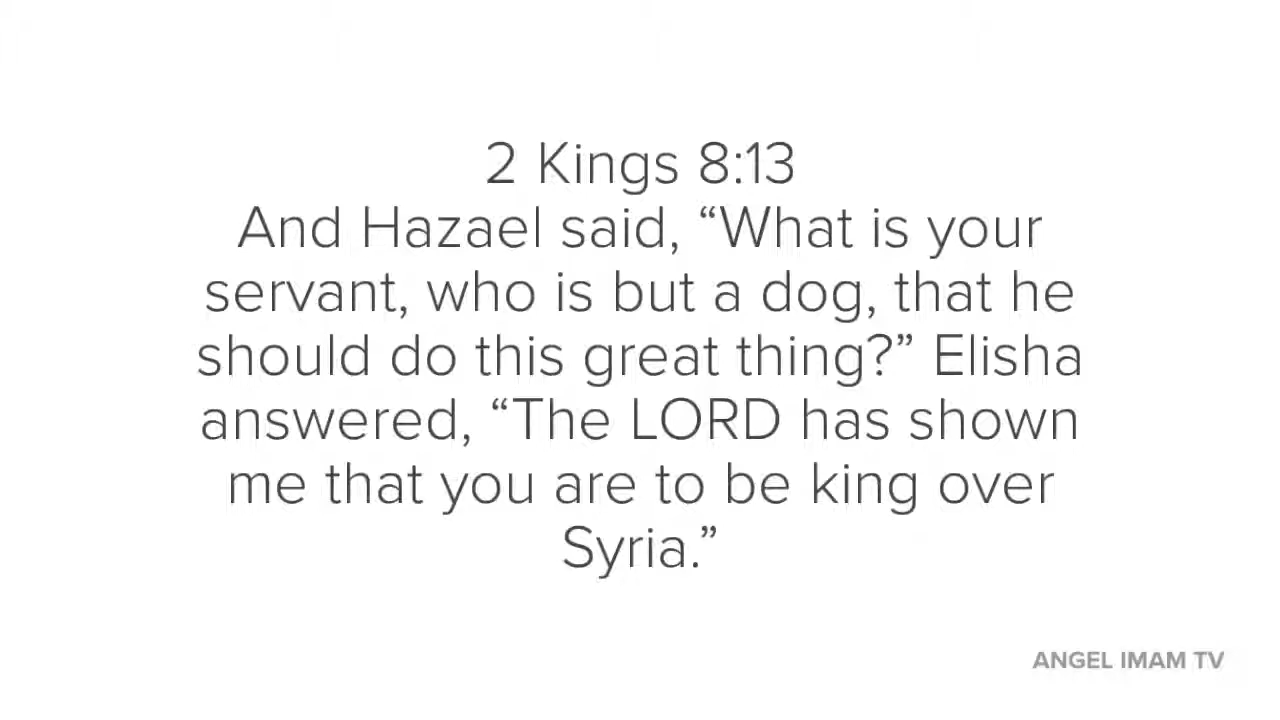 2 Kings 8:13
And Hazael said, “What is your
servant, who is but a dog, that he
should do this great thing?” Elisha
answered, “The LORD has shown
me that you are to be king over
Syria.”
ANGEL IMAM TV